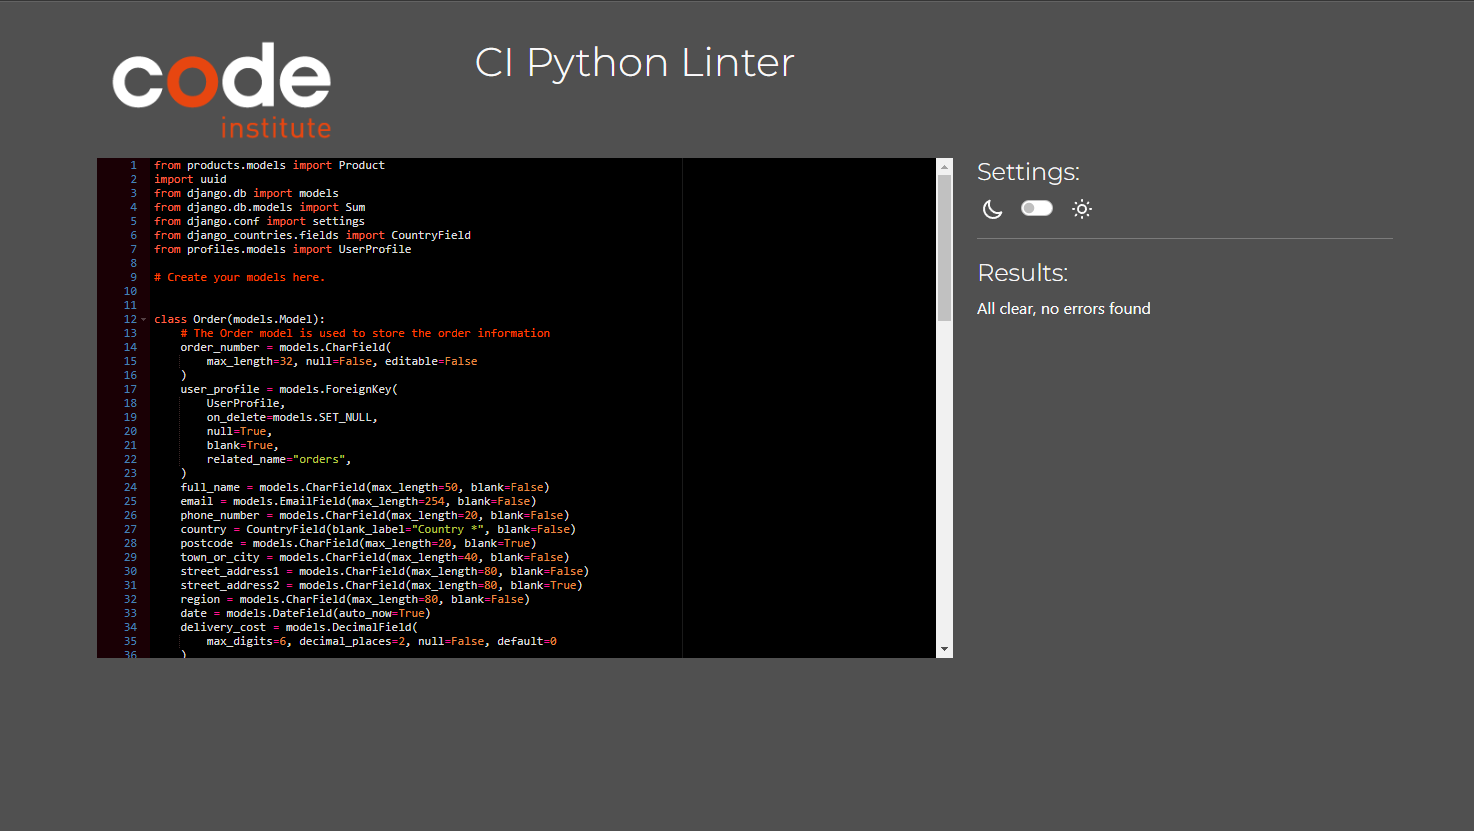 code
institute
CI Python Linter
1 from products.models import Product
2 import uuid
3 from django.db import models
4 from django.db.models import Sum
5 from django.conf import settings
6 from django_countries.fields import CountryField
7 from profiles.models import UserProfile
8
9 # Create your models here.
10
11
12 class Order(models.Model):
13     # The Order model is used to store the order information
14     order_number = models.CharField(
15         max_length=32, null=False, editable=False
16     )
17     user_profile = models.ForeignKey(
18         UserProfile,
19         on_delete=models.SET_NULL,
20         null=True,
21         blank=True,
22         related_name="orders",
23     )
24     full_name = models.CharField(max_length=50, blank=False)
25     email = models.EmailField(max_length=254, blank=False)
26     phone_number = models.CharField(max_length=20, blank=False)
27     country = CountryField(blank_label="Country *", blank=False)
28     postcode = models.CharField(max_length=20, blank=True)
29     town_or_city = models.CharField(max_length=40, blank=False)
30     street_address1 = models.CharField(max_length=80, blank=False)
31     street_address2 = models.CharField(max_length=80, blank=True)
32     region = models.CharField(max_length=80, blank=False)
33     date = models.DateField(auto_now=True)
34     delivery_cost = models.DecimalField(
35         max_digits=6, decimal_places=2, null=False, default=0
36     )
Settings:
Results:
All clear, no errors found